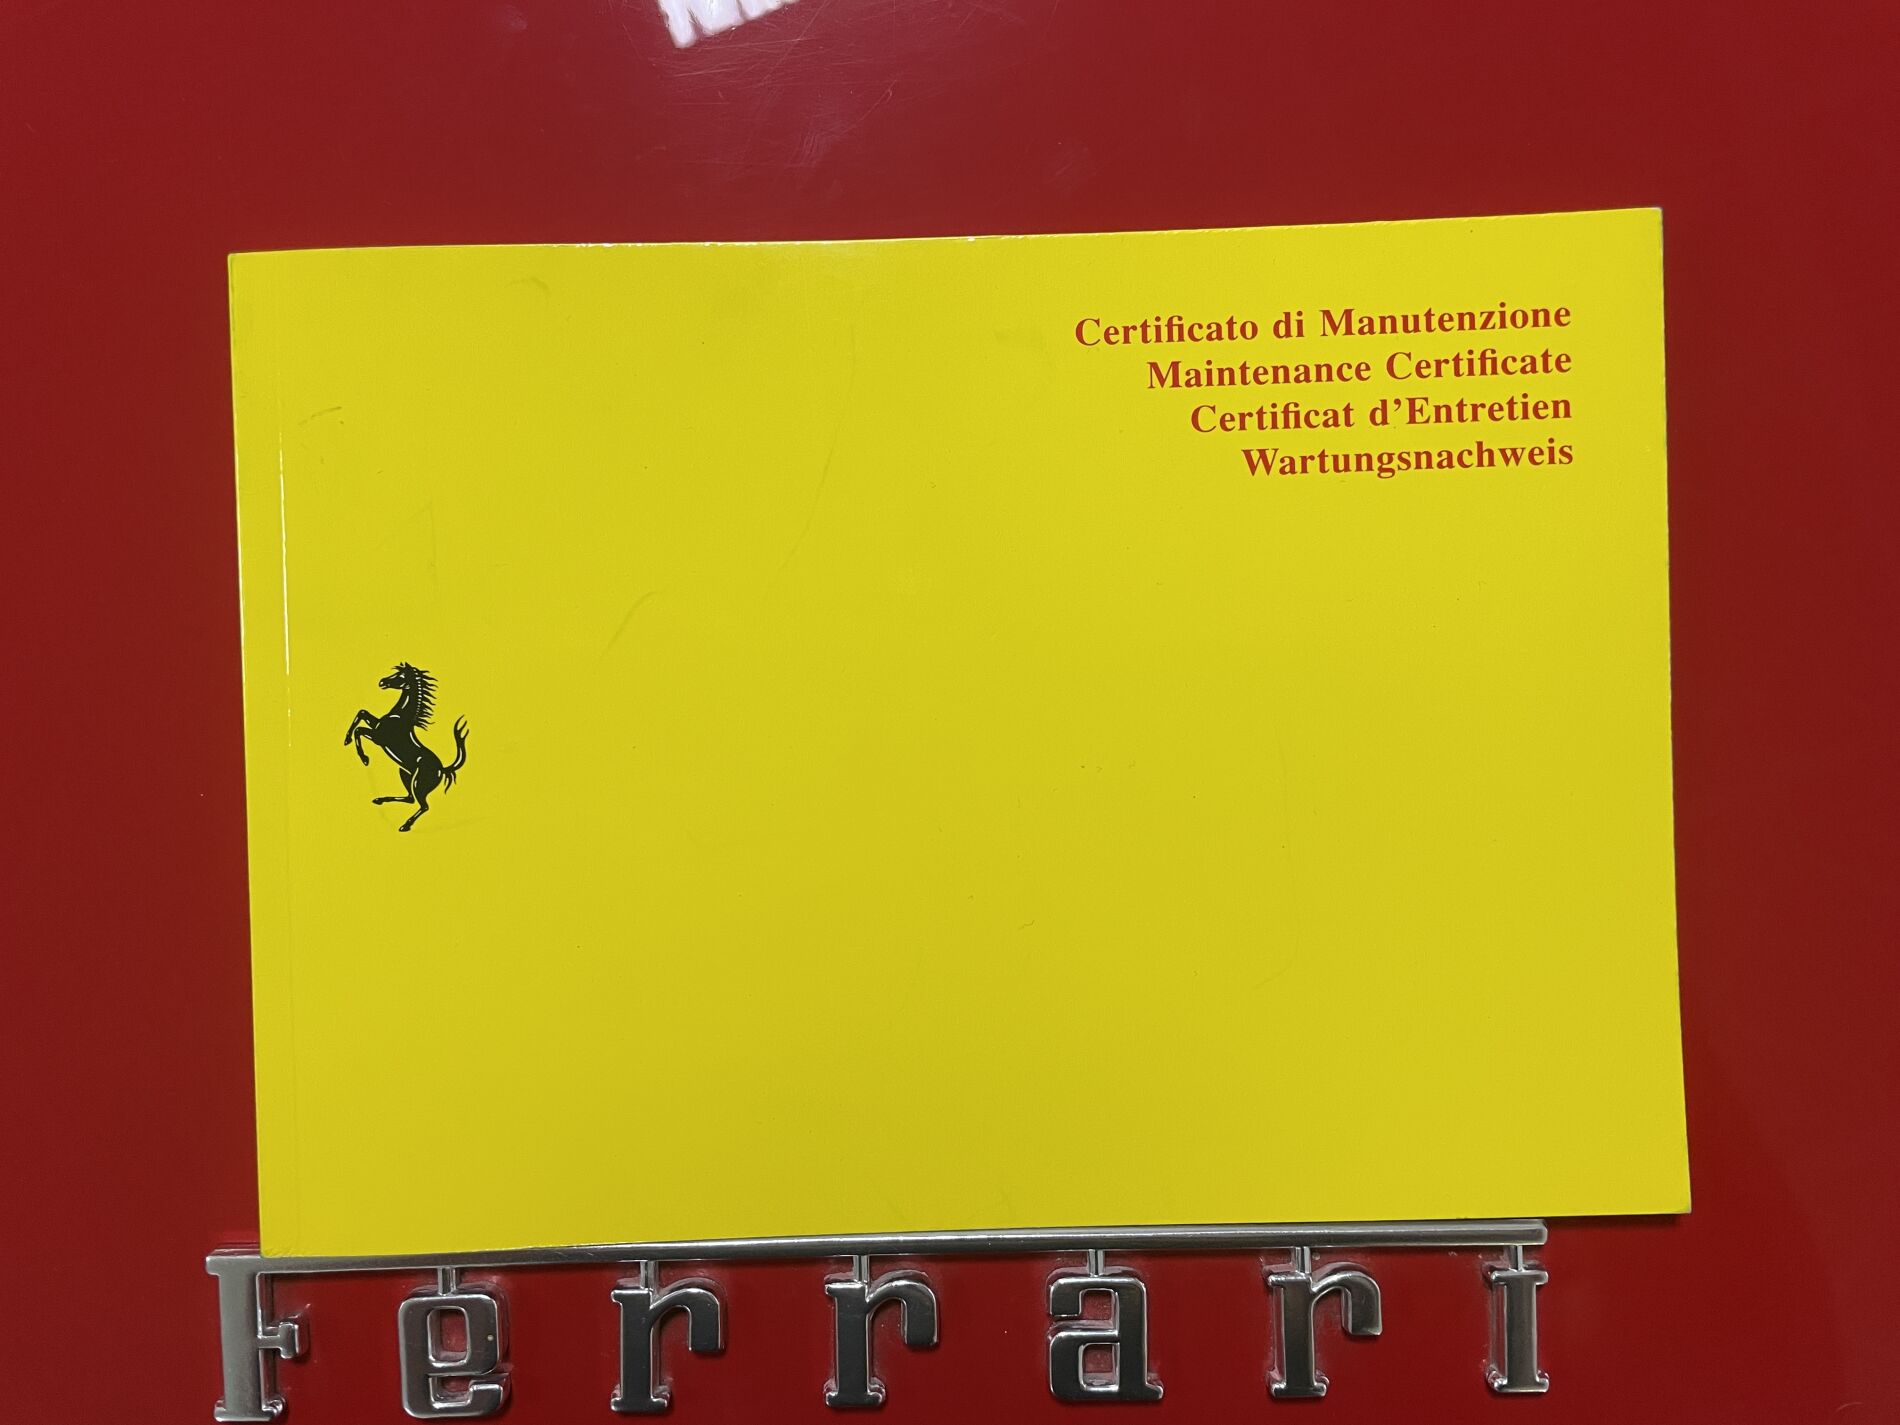 Certificato di Manutenzione
Maintenance Certificate
Certificat d'Entretien
Wartungsnachweis
Ferrari